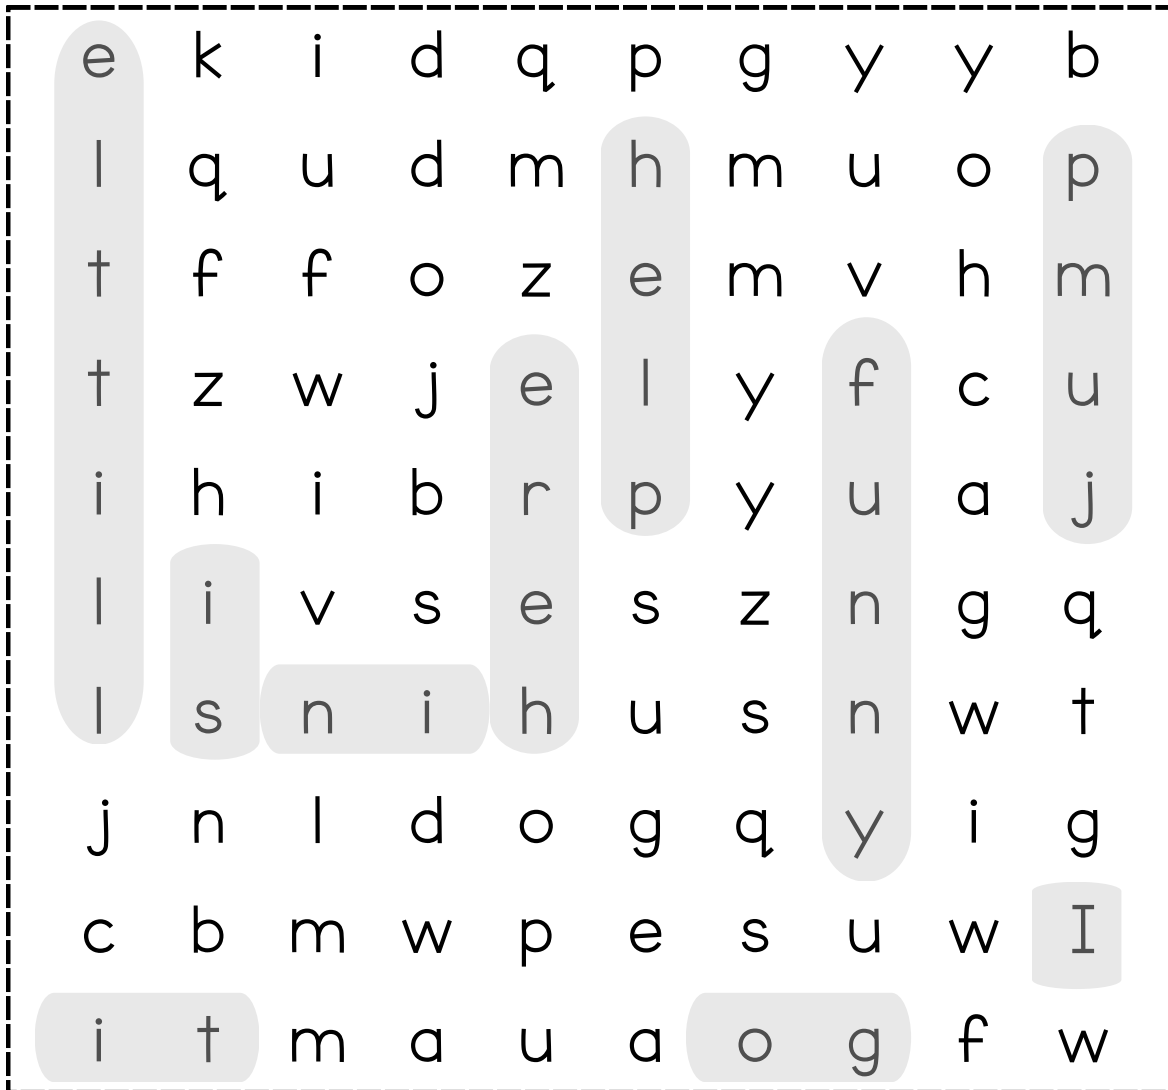 e k i d q p g y y b
l q u d m h m u o p
t f f o z e m v h m
t z w j e l y f c u
i h i b r p y u a j
l i v s e s z n g q
l s n i h u s n w t
j n l d o g q y i g
c b m w p e s u w I
i t m a u a o g f w